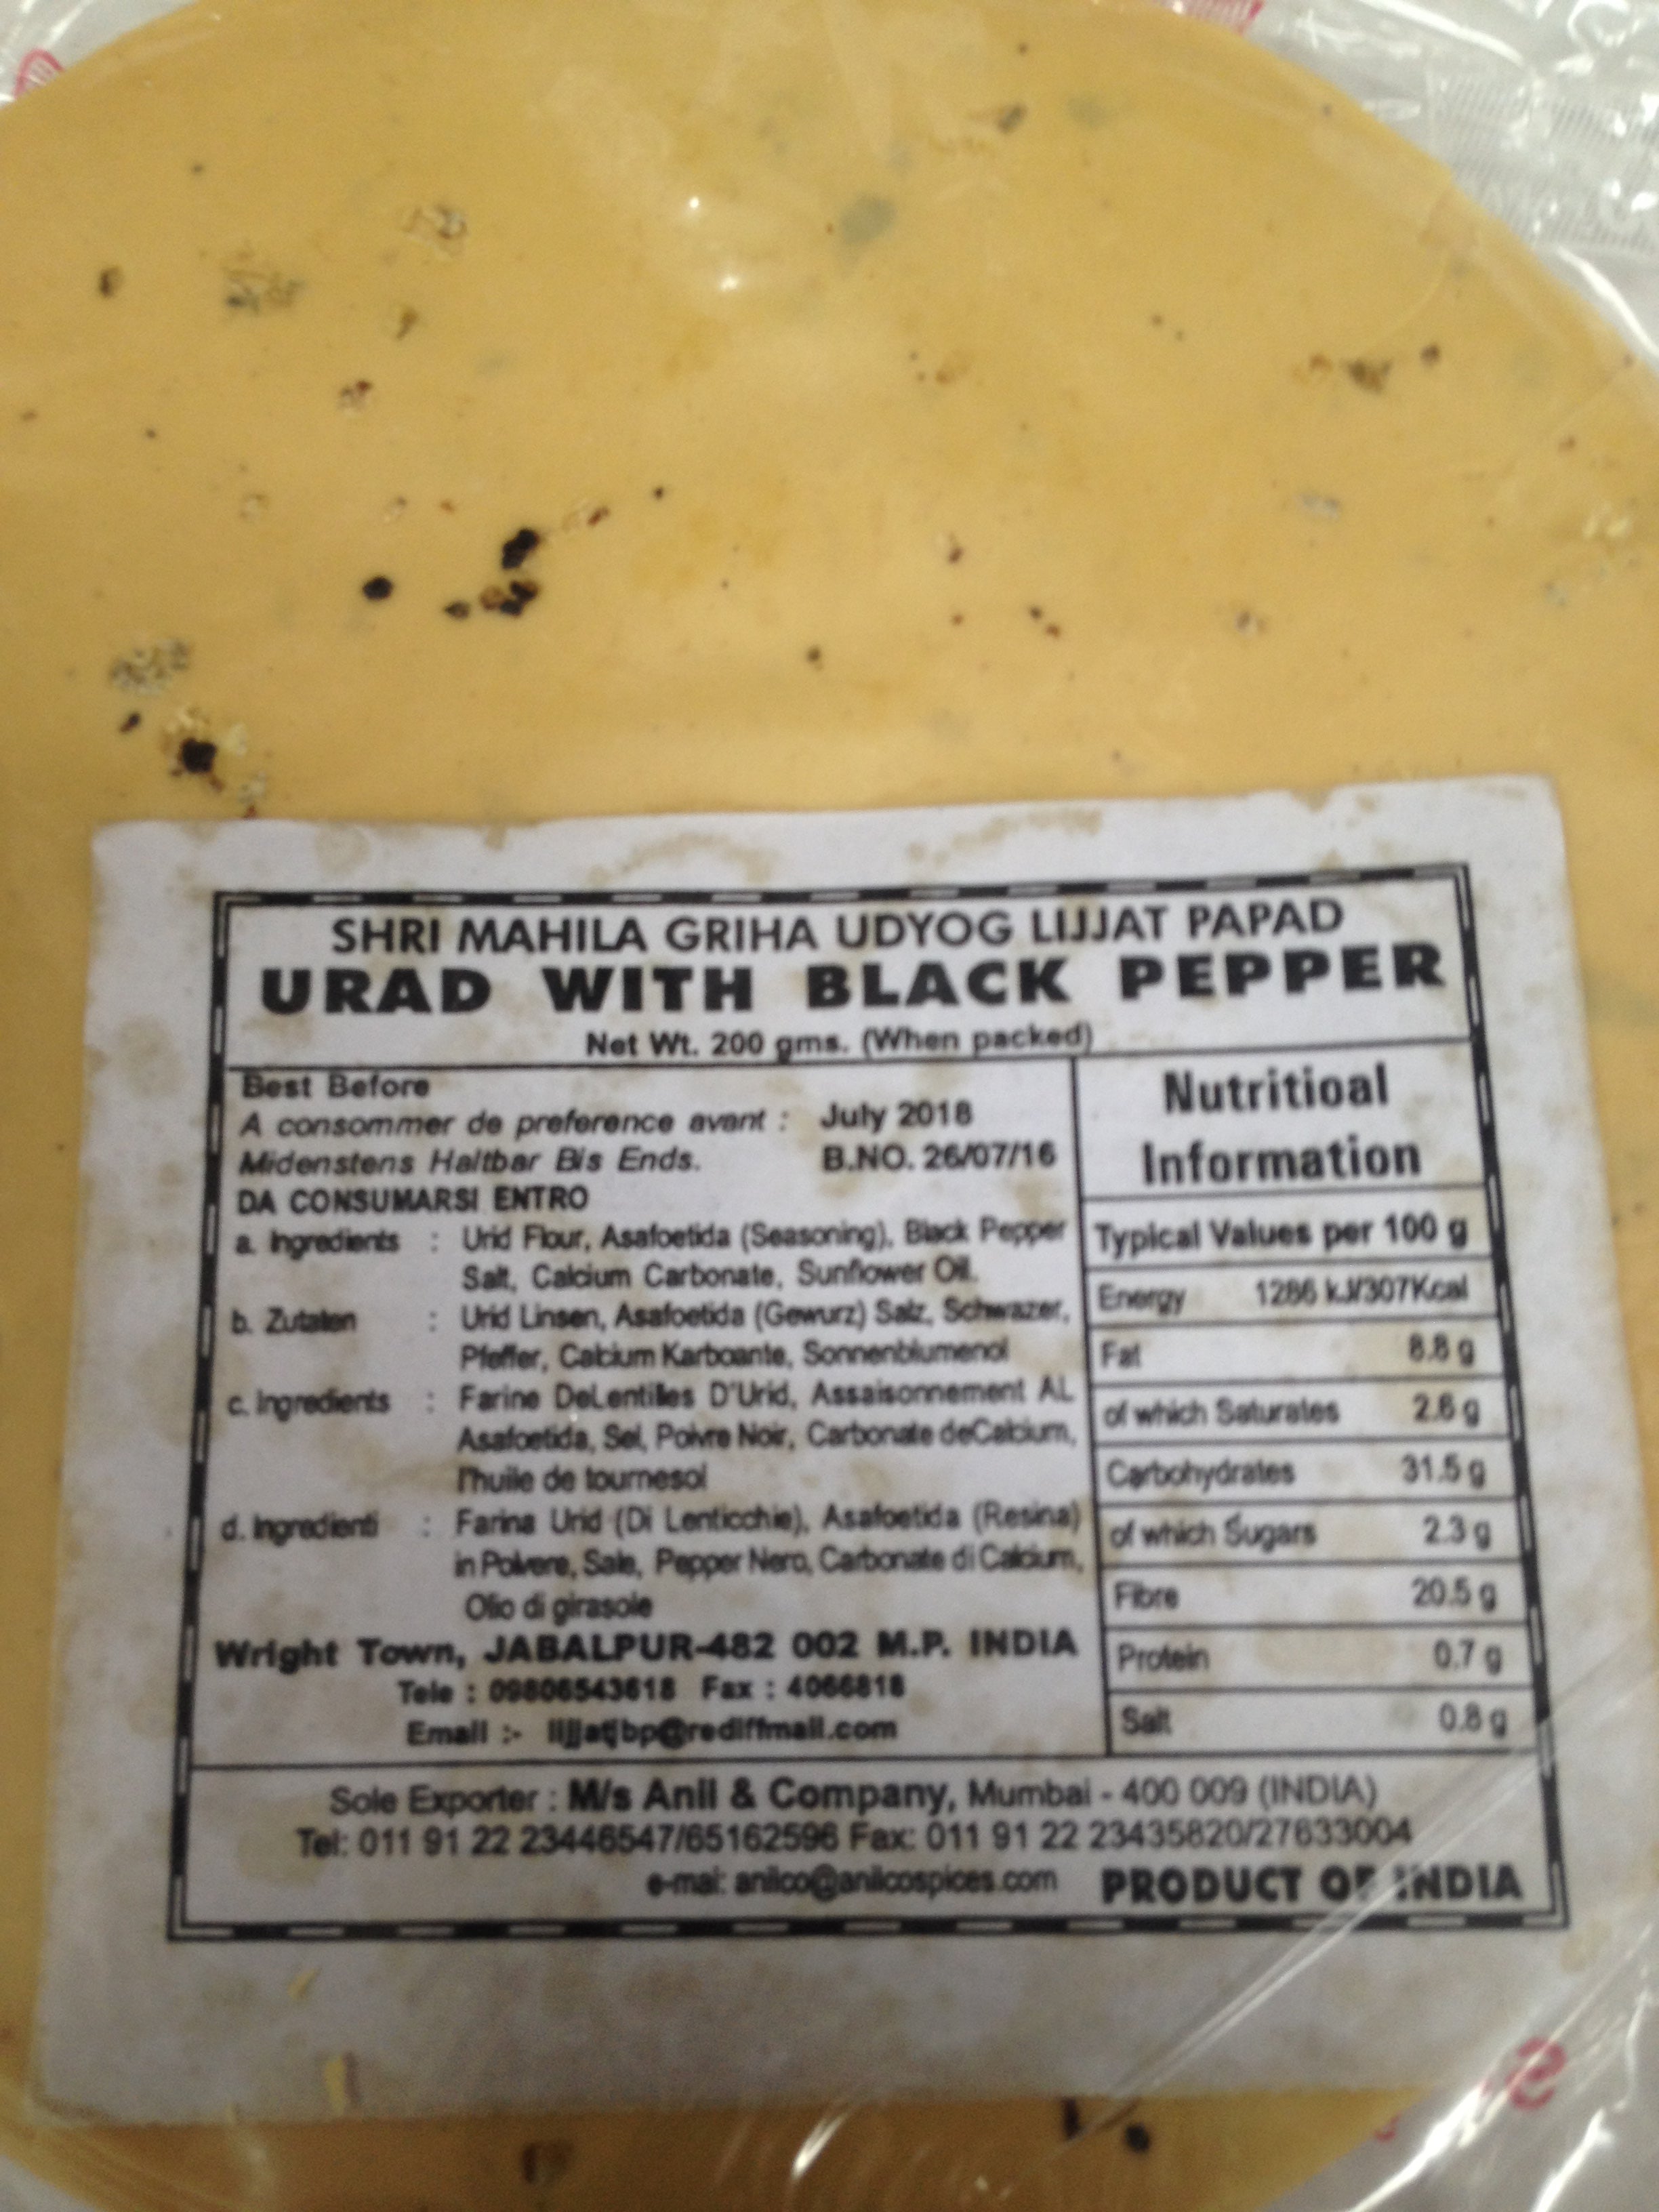 SHRI MAHILA GRIHA UDYOG LIJJAT PAPAD
URAD WITH BLACK PEPPER
Net Wt. 200 gms. (When packed)
Best Before
A consommer de preference avant : July 2018
Midenstens Haltbar Bis Ends. B.NO. 26/07/16
DA CONSUMARSI ENTRO
a. Ingredients : Urid Flour, Asafoetida (Seasoning), Black Pepper
Salt, Calcium Carbonate, Sunflower Oil.
b. Zutaten : Urid Linsen, Asafoetida (Gewurz) Salz, Schwazer,
Pfeffer, Calcium Karboante, Sonnenblumenol
c. Ingredients : Farine DeLentilles D'Urid, Assaisonnement AL
Asafoetida, Sel, Poivre Noir, Carbonate deCalcium,
l'huile de tournesol
d. Ingredienti : Farina Urid (Di Lenticchie), Asafoetida (Resina)
in Polvere, Sale, Pepper Nero, Carbonate di Calcium,
Olio di girasole
Wright Town, JABALPUR-482 002 M.P. INDIA
Tele : 09806543618 Fax : 4066818
Email :- lijjatjbp@rediffmail.com
Nutritioal
Information
Typical Values per 100 g
Energy 1286 kJ/307Kcal
Fat 8.8 g
of which Saturates 2.6 g
Carbohydrates 31.5 g
of which Sugars 2.3 g
Fibre 20.5 g
Protein 0.7 g
Salt 0.8 g
Sole Exporter : M/s Anil & Company, Mumbai - 400 009 (INDIA)
Tel: 011 91 22 23446547/65162596 Fax: 011 91 22 23435820/27633004
e-mai: anilco@anilcospices.com PRODUCT OF INDIA